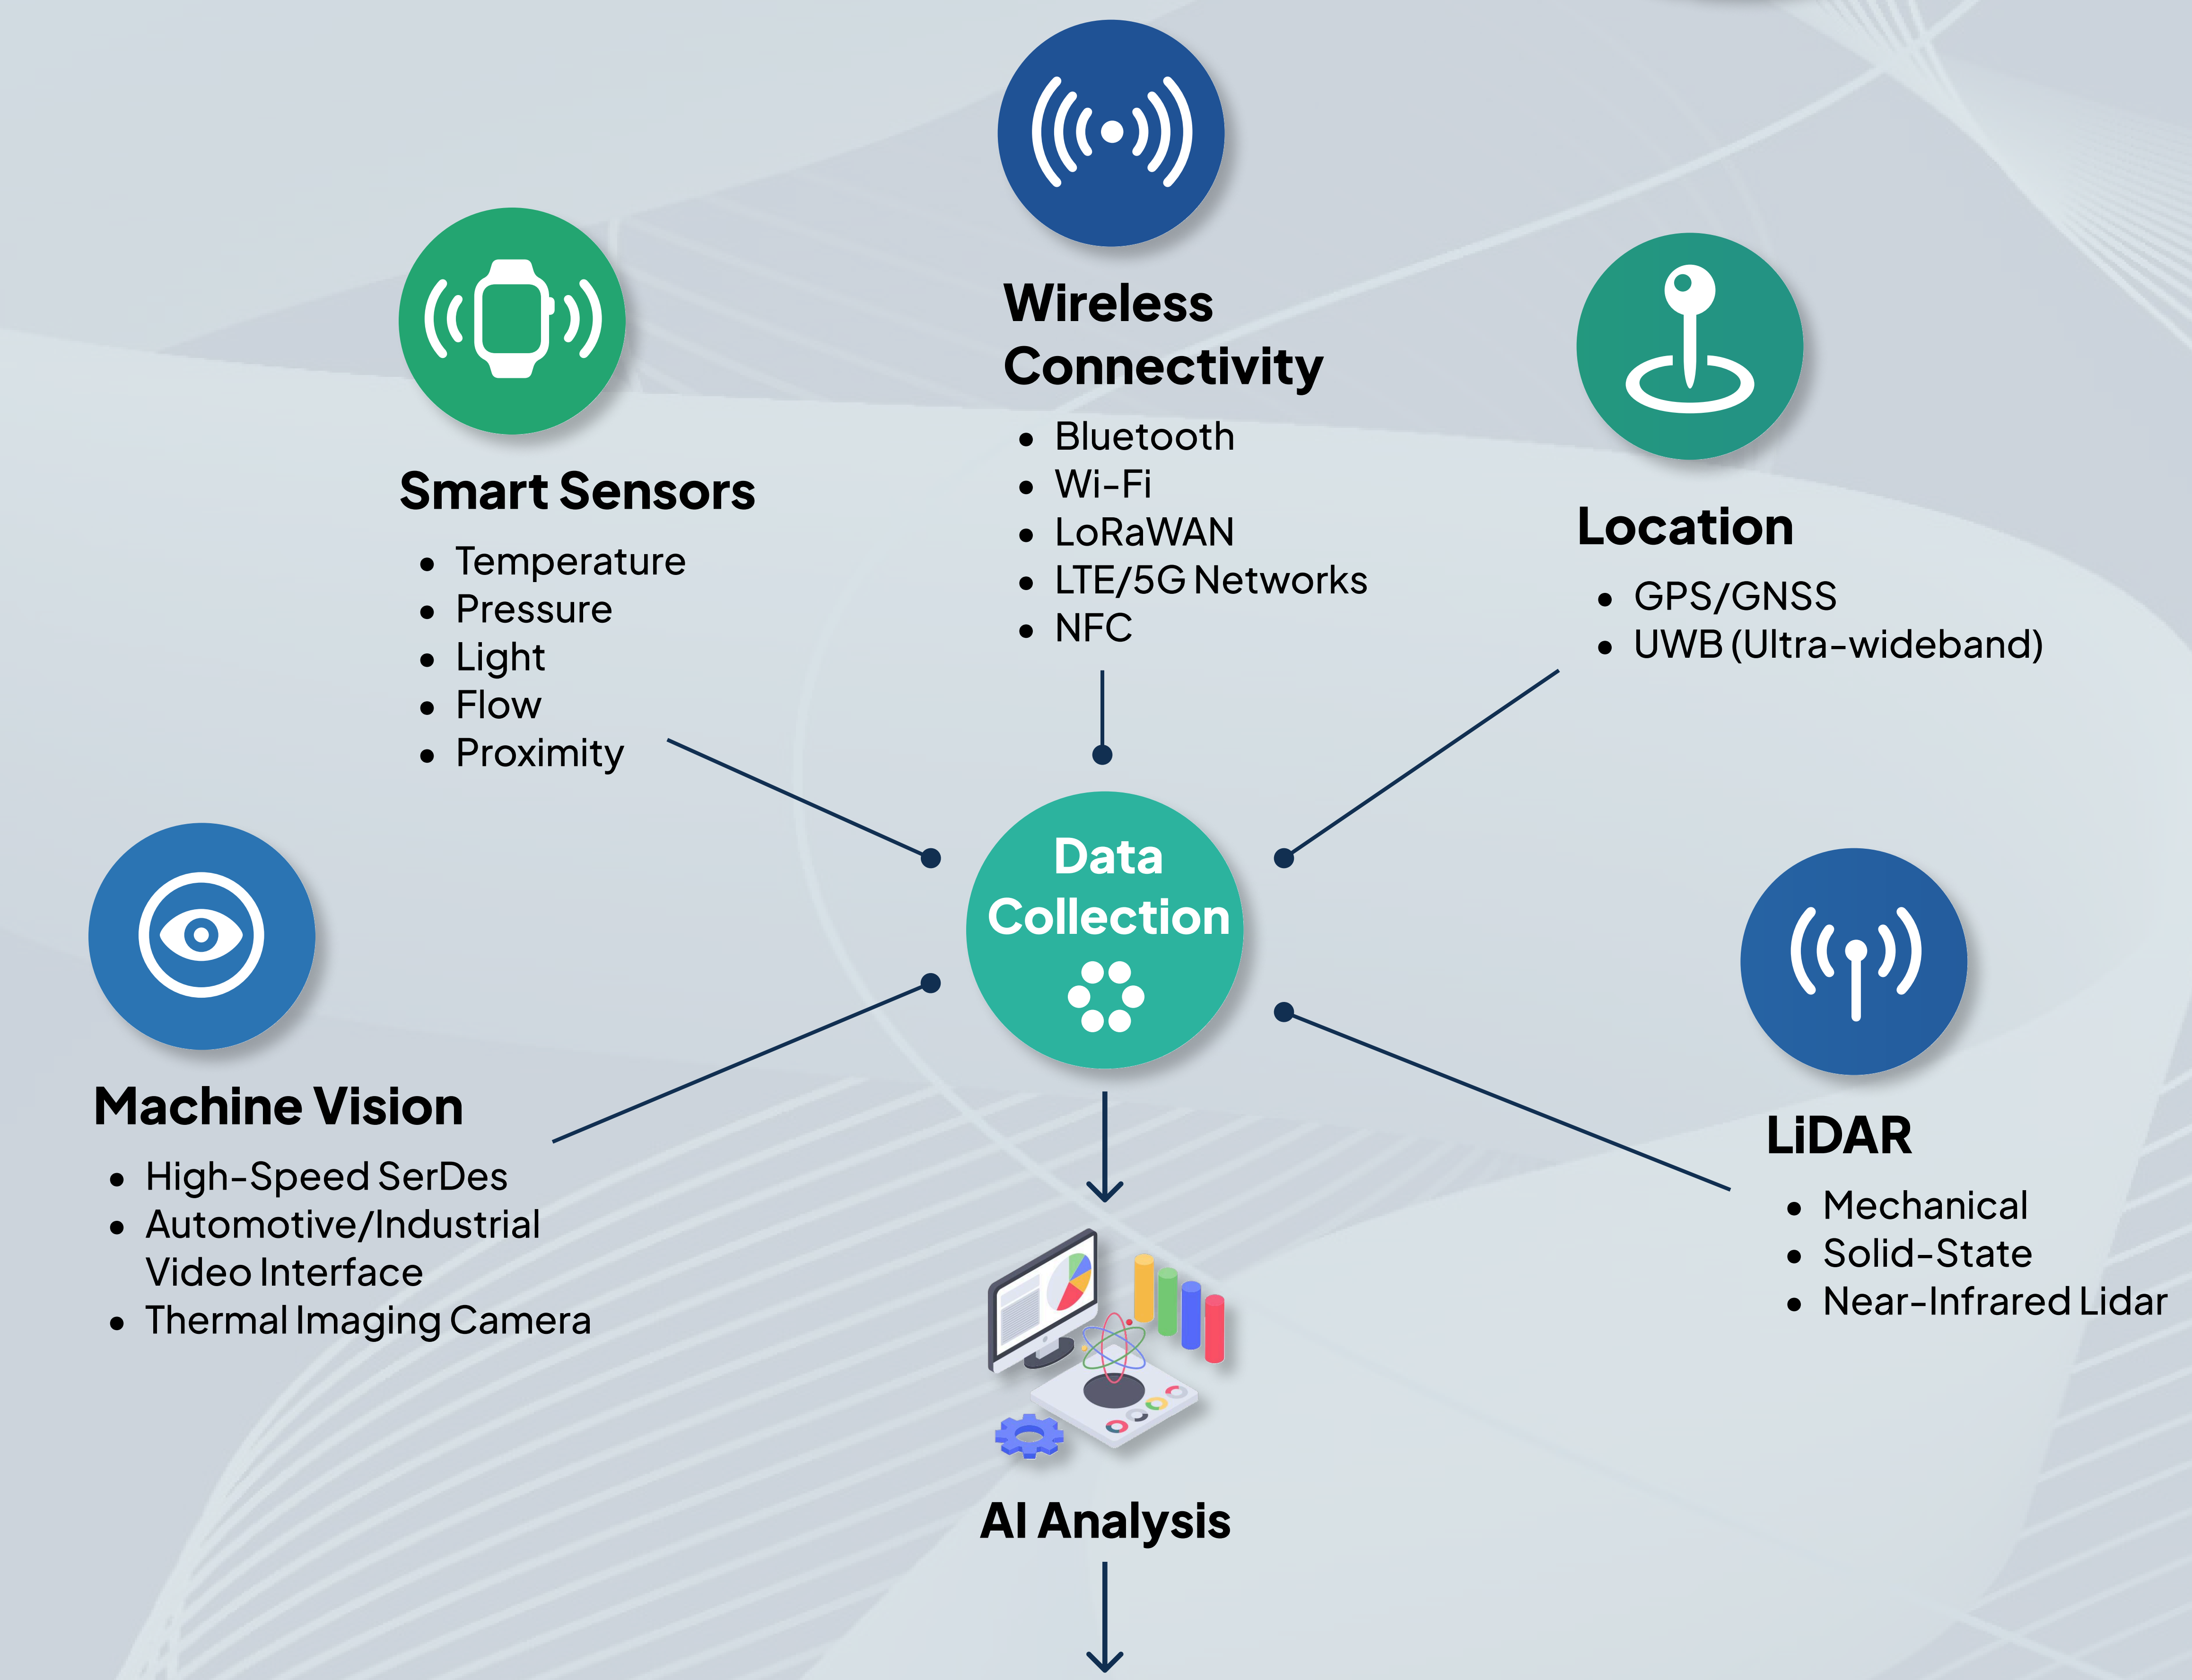 Wireless
Connectivity
• Bluetooth
• Wi-Fi
• LoRaWAN
• LTE/5G Networks
• NFC
Smart Sensors
• Temperature
• Pressure
• Light
• Flow
• Proximity
Location
• GPS/GNSS
• UWB (Ultra-wideband)
Data
Collection
Machine Vision
• High-Speed SerDes
• Automotive/Industrial
Video Interface
• Thermal Imaging Camera
LiDAR
• Mechanical
• Solid-State
• Near-Infrared Lidar
AI Analysis